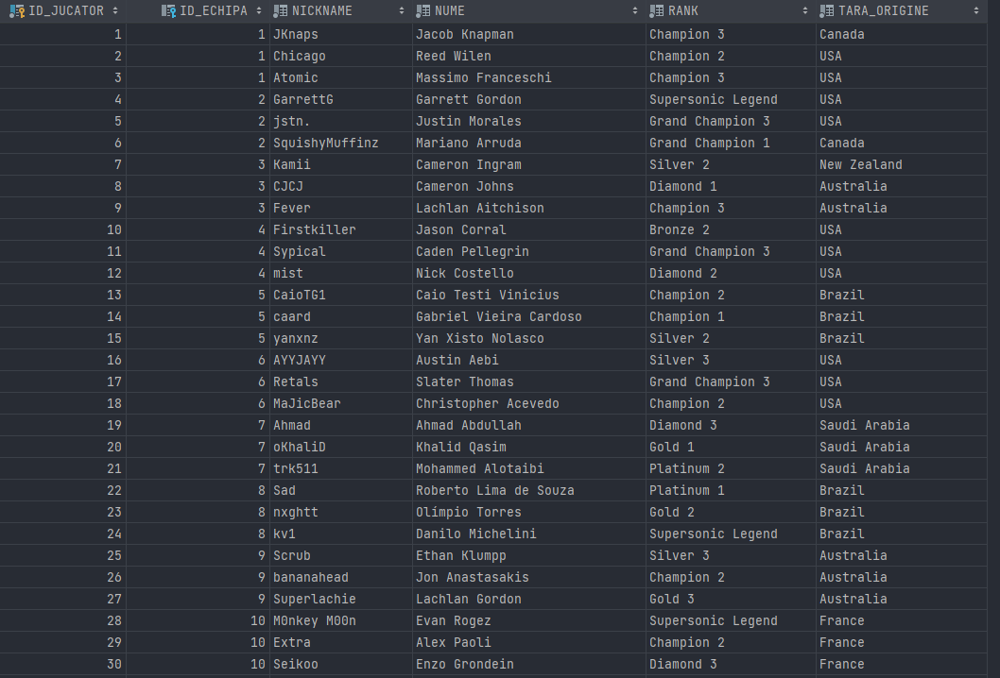 ID_JUCATOR ID_ECHIPA NICKNAME NUME RANK TARA_ORIGINE
1 1 JKnaps Jacob Knapman Champion 3 Canada
2 1 Chicago Reed Wilen Champion 2 USA
3 1 Atomic Massimo Franceschi Champion 3 USA
4 2 GarrettG Garrett Gordon Supersonic Legend USA
5 2 jstn. Justin Morales Grand Champion 3 USA
6 2 SquishyMuffinz Mariano Arruda Grand Champion 1 Canada
7 3 Kamii Cameron Ingram Silver 2 New Zealand
8 3 CJCJ Cameron Johns Diamond 1 Australia
9 3 Fever Lachlan Aitchison Champion 3 Australia
10 4 Firstkiller Jason Corral Bronze 2 USA
11 4 Sypical Caden Pellegrin Grand Champion 3 USA
12 4 mist Nick Costello Diamond 2 USA
13 5 CaioTG1 Caio Testi Vinicius Champion 2 Brazil
14 5 caard Gabriel Vieira Cardoso Champion 1 Brazil
15 5 yanxnz Yan Xisto Nolasco Silver 2 Brazil
16 6 AYYJAYY Austin Aebi Silver 3 USA
17 6 Retals Slater Thomas Grand Champion 3 USA
18 6 MaJicBear Christopher Acevedo Champion 2 USA
19 7 Ahmad Ahmad Abdullah Diamond 3 Saudi Arabia
20 7 oKhaliD Khalid Qasim Gold 1 Saudi Arabia
21 7 trk511 Mohammed Alotaibi Platinum 2 Saudi Arabia
22 8 Sad Roberto Lima de Souza Platinum 1 Brazil
23 8 nxghtt Olímpio Torres Gold 2 Brazil
24 8 kv1 Danilo Michelini Supersonic Legend Brazil
25 9 Scrub Ethan Klumpp Silver 3 Australia
26 9 bananahead Jon Anastasakis Champion 2 Australia
27 9 Superlachie Lachlan Gordon Gold 3 Australia
28 10 M0nkey M00n Evan Rogez Supersonic Legend France
29 10 Extra Alex Paoli Champion 2 France
30 10 Seikoo Enzo Grondein Diamond 3 France